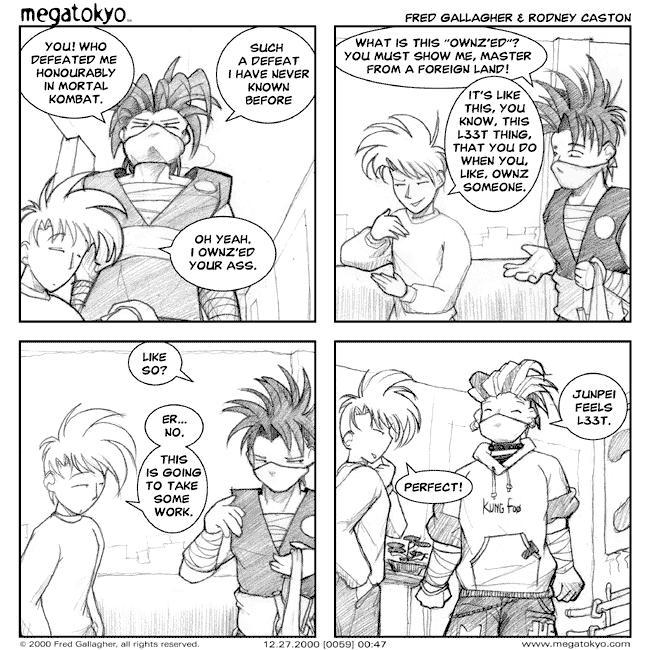 megatokyo™
FRED GALLAGHER & RODNEY CASTON
YOU! WHO
DEFEATED ME
HONOURABLY
IN MORTAL
KOMBAT.
SUCH
A DEFEAT
I HAVE NEVER
KNOWN
BEFORE
OH YEAH.
I OWNZ'ED
YOUR ASS.
WHAT IS THIS "OWNZ'ED"?
YOU MUST SHOW ME, MASTER
FROM A FOREIGN LAND!
IT'S LIKE
THIS, YOU
KNOW, THIS
L33T THING,
THAT YOU DO
WHEN YOU,
LIKE, OWNZ
SOMEONE.
LIKE
SO?
ER...
NO.
THIS
IS GOING
TO TAKE
SOME
WORK.
JUNPEI
FEELS
L33T.
PERFECT!
KUNG Foo
© 2000 Fred Gallagher, all rights reserved.
12.27.2000 [0059] 00:47
www.megatokyo.com